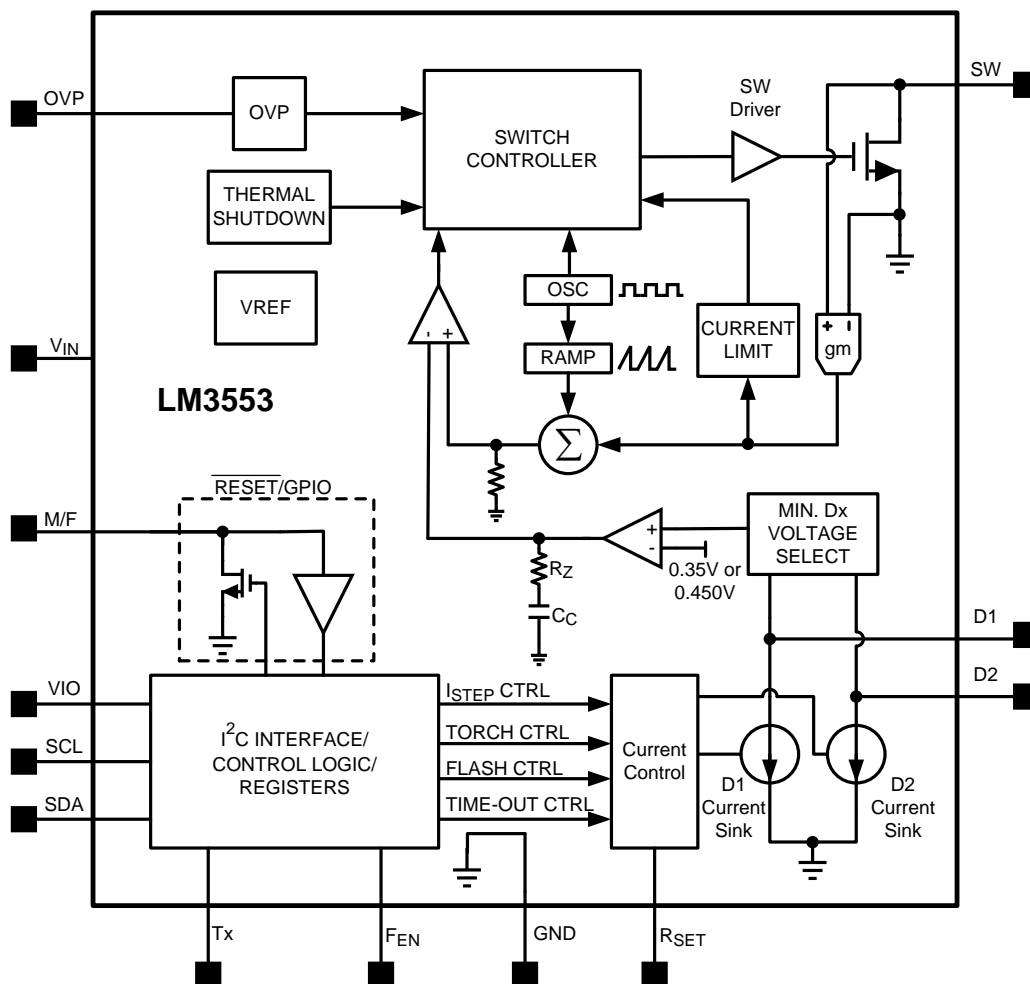 OVP
OVP
SWITCH
CONTROLLER
SW
Driver
SW
THERMAL
SHUTDOWN
VREF
OSC
RAMP
CURRENT
LIMIT
+ -
gm
- +
V_IN
LM3553
Σ
RESET/GPIO
M/F
MIN. Dx
VOLTAGE
SELECT
+
-
0.35V or
0.450V
R_Z
C_C
D1
D2
VIO
SCL
SDA
I²C INTERFACE/
CONTROL LOGIC/
REGISTERS
I_STEP CTRL
TORCH CTRL
FLASH CTRL
TIME-OUT CTRL
Current
Control
D1
Current
Sink
D2
Current
Sink
Tx
F_EN
GND
R_SET